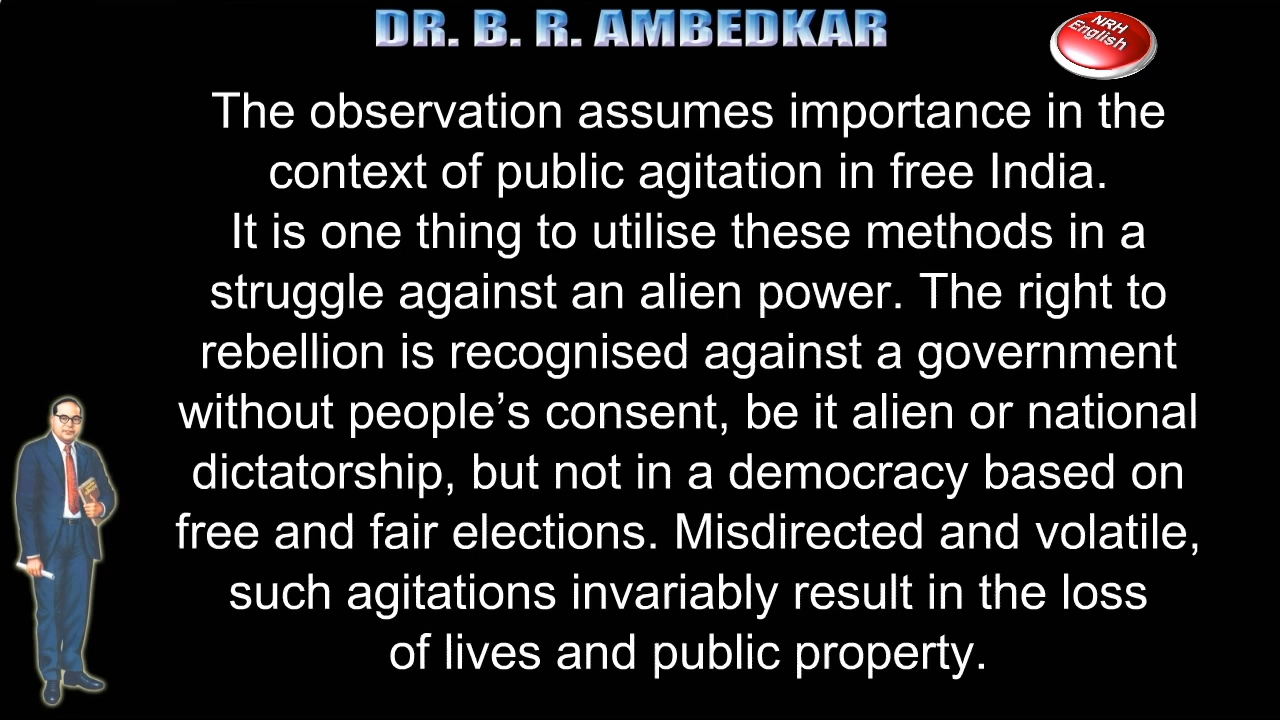 DR. B. R. AMBEDKAR
NRH
English
The observation assumes importance in the
context of public agitation in free India.
It is one thing to utilise these methods in a
struggle against an alien power. The right to
rebellion is recognised against a government
without people’s consent, be it alien or national
dictatorship, but not in a democracy based on
free and fair elections. Misdirected and volatile,
such agitations invariably result in the loss
of lives and public property.